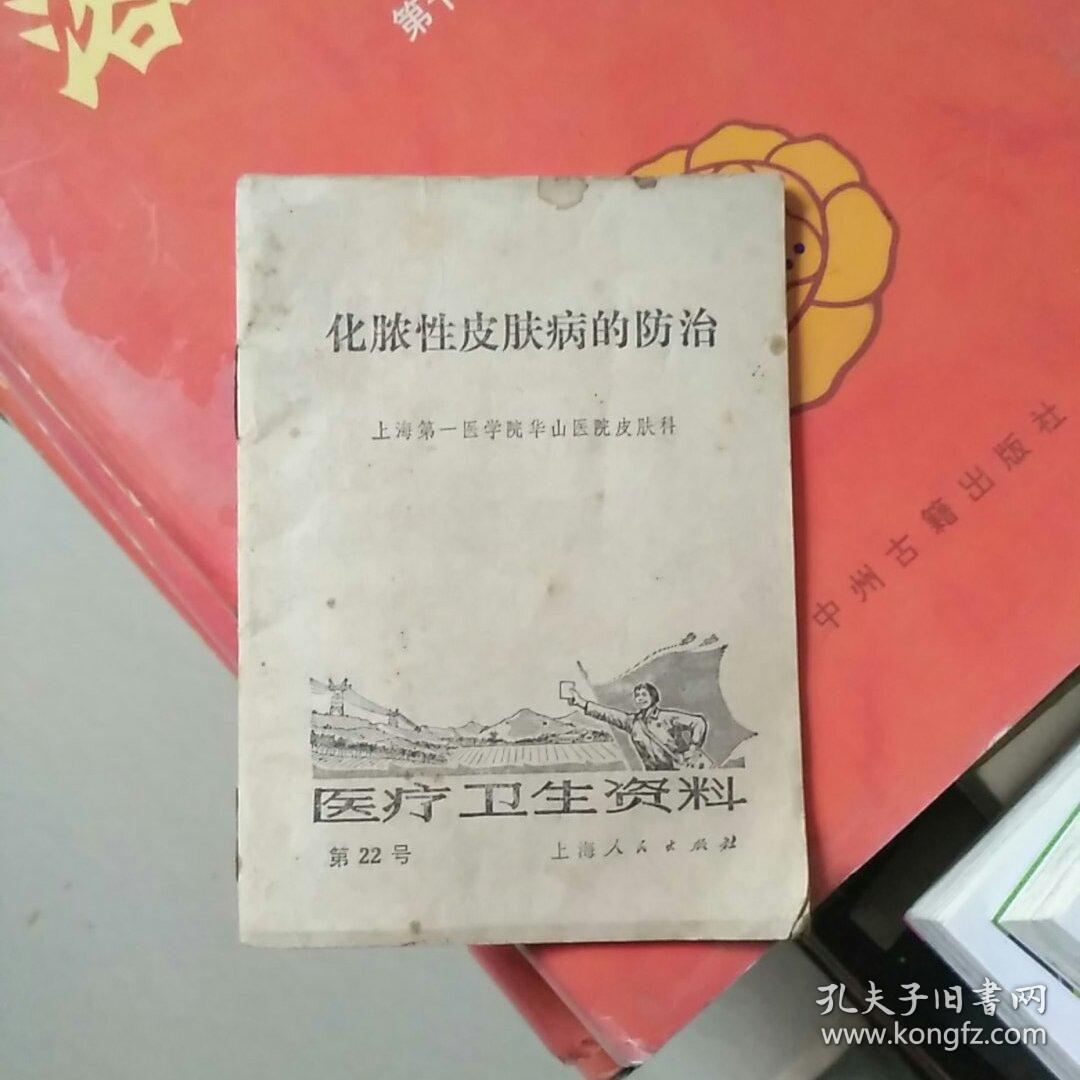 化脓性皮肤病的防治
上海第一医学院华山医院皮肤科
医疗卫生资料
第22号
上海人民出版社
中州古籍出版社
孔夫子旧書网
www.kongfz.com